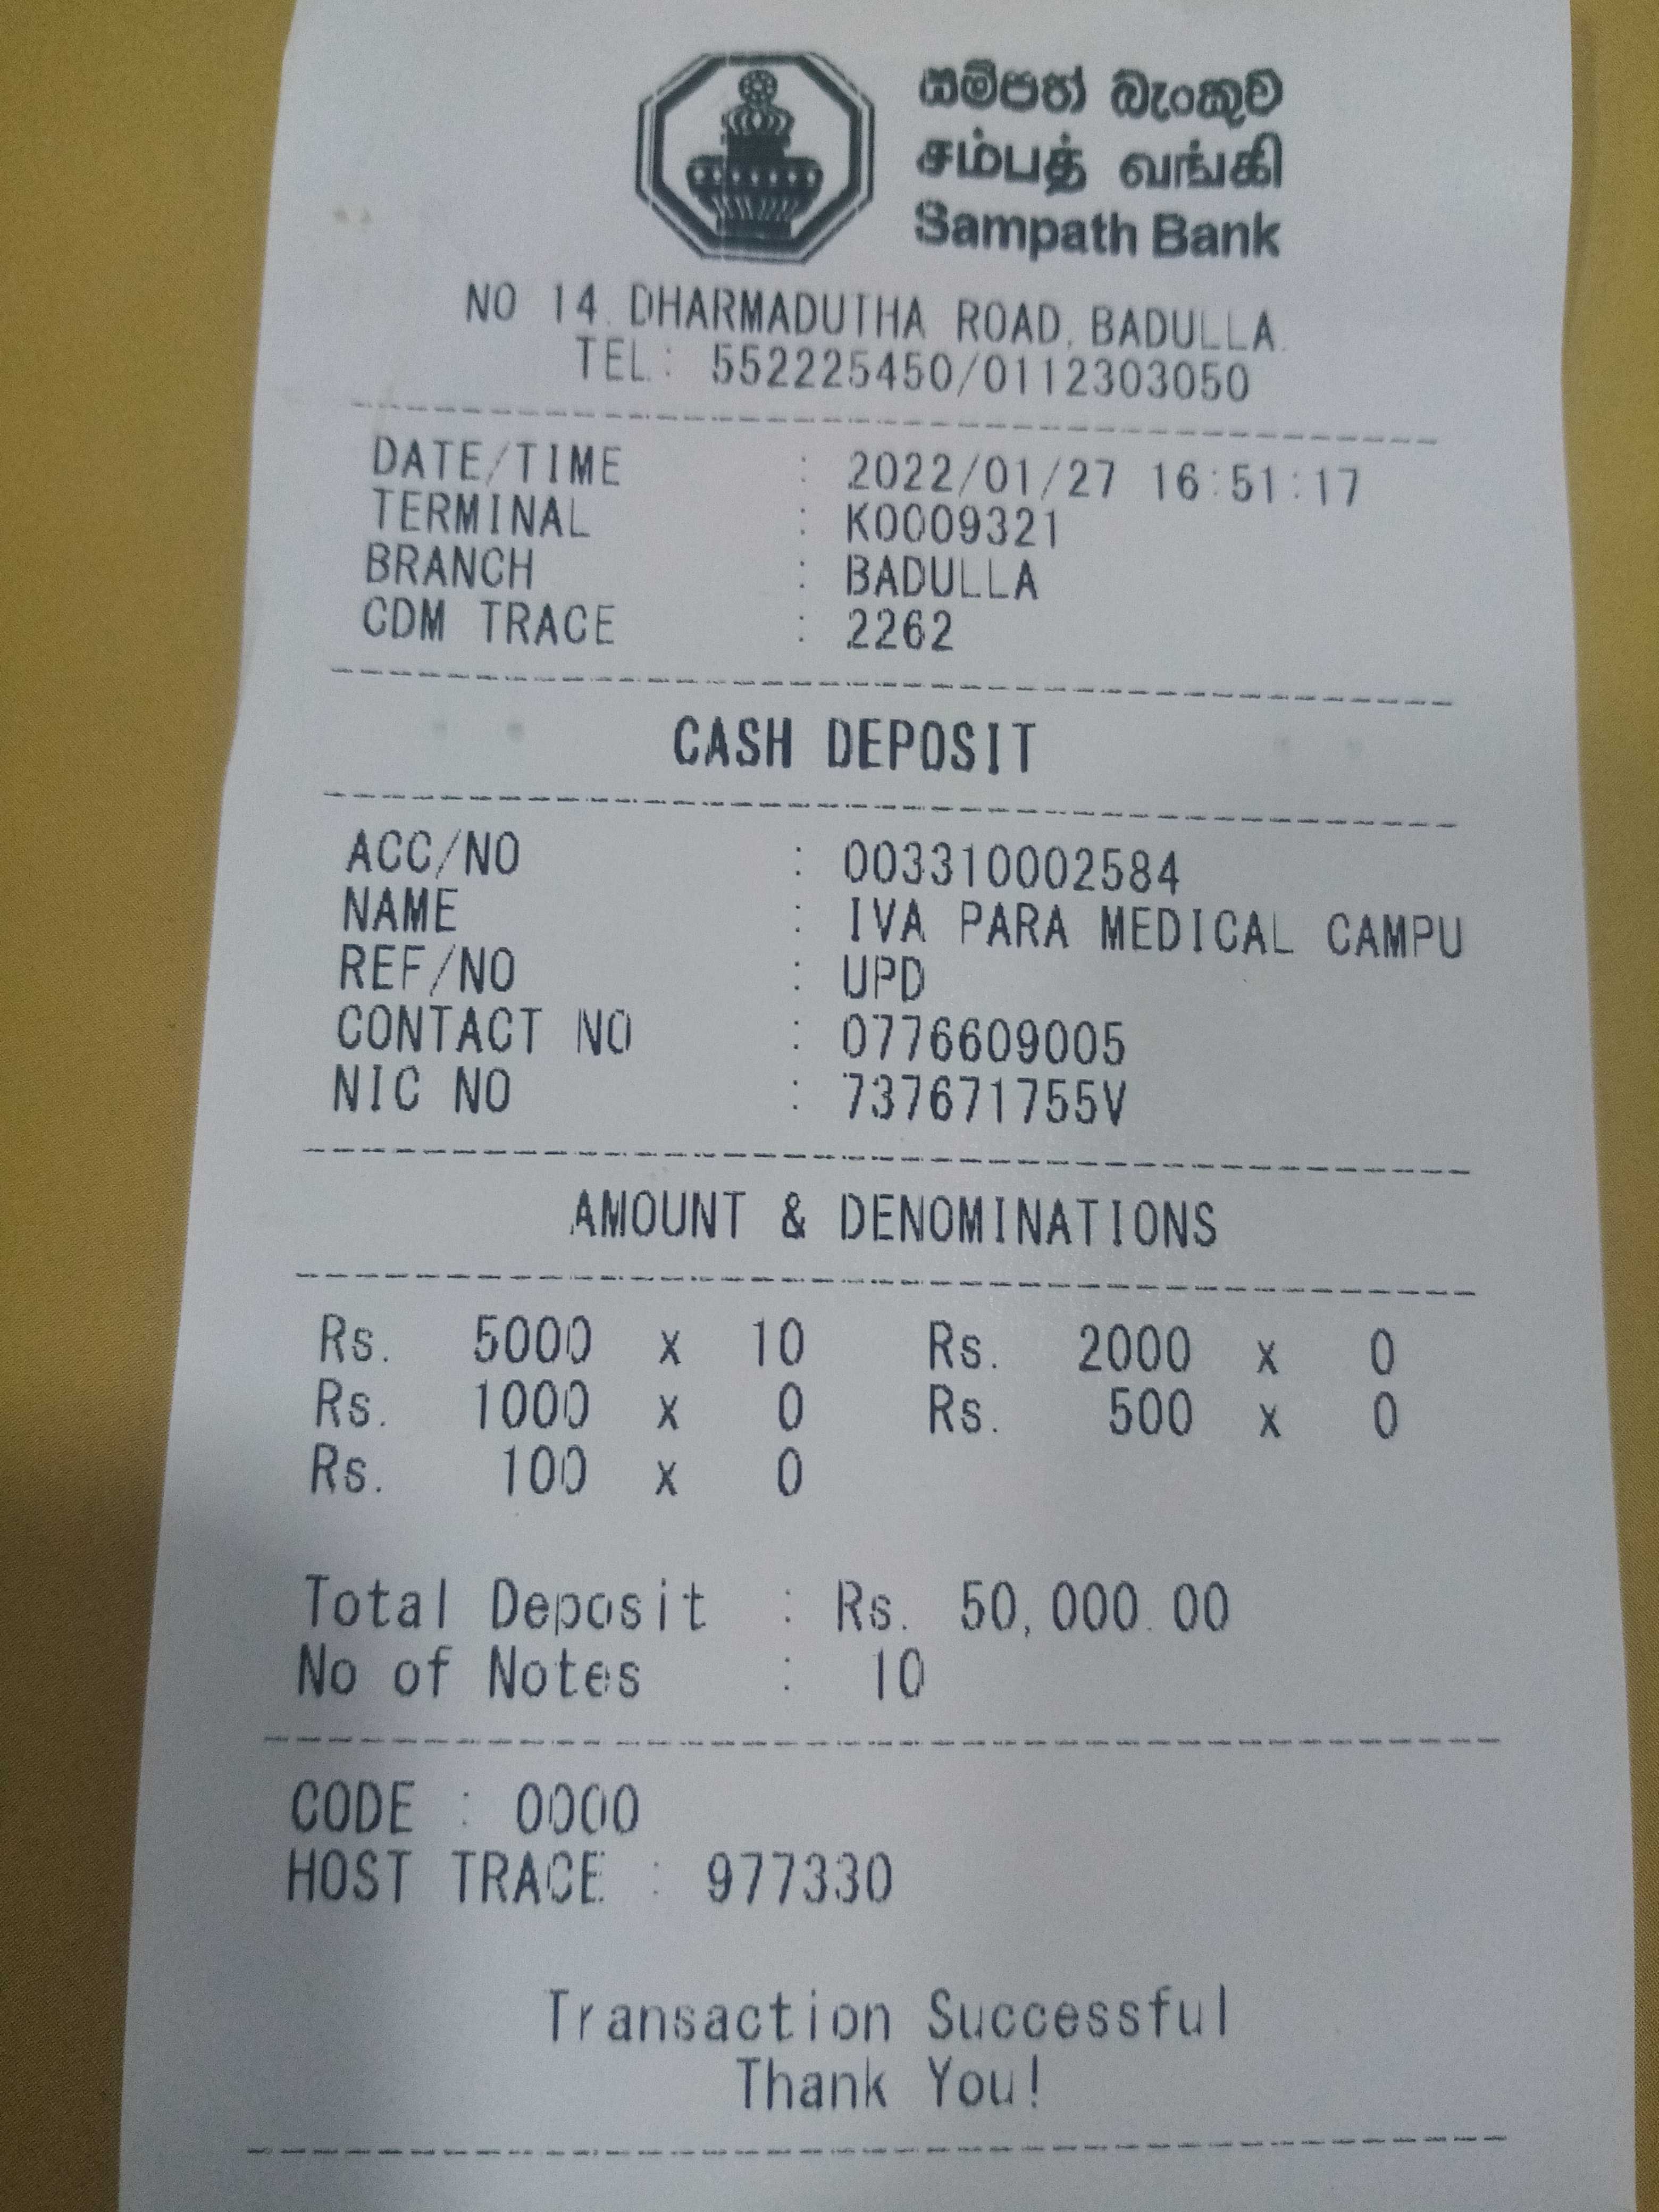 සම්පත් බැංකුව
சம்பத் வங்கி
Sampath Bank
NO 14. DHARMADUTHA ROAD, BADULLA.
TEL: 552225450/0112303050
DATE/TIME : 2022/01/27 16:51:17
TERMINAL : K0009321
BRANCH : BADULLA
CDM TRACE : 2262
CASH DEPOSIT
ACC/NO : 003310002584
NAME : IVA PARA MEDICAL CAMPU
REF/NO : UPD
CONTACT NO : 0776609005
NIC NO : 737671755V
AMOUNT & DENOMINATIONS
Rs. 5000 x 10 Rs. 2000 x 0
Rs. 1000 x 0 Rs. 500 x 0
Rs. 100 x 0
Total Deposit : Rs. 50,000.00
No of Notes : 10
CODE : 0000
HOST TRACE : 977330
Transaction Successful
Thank You!